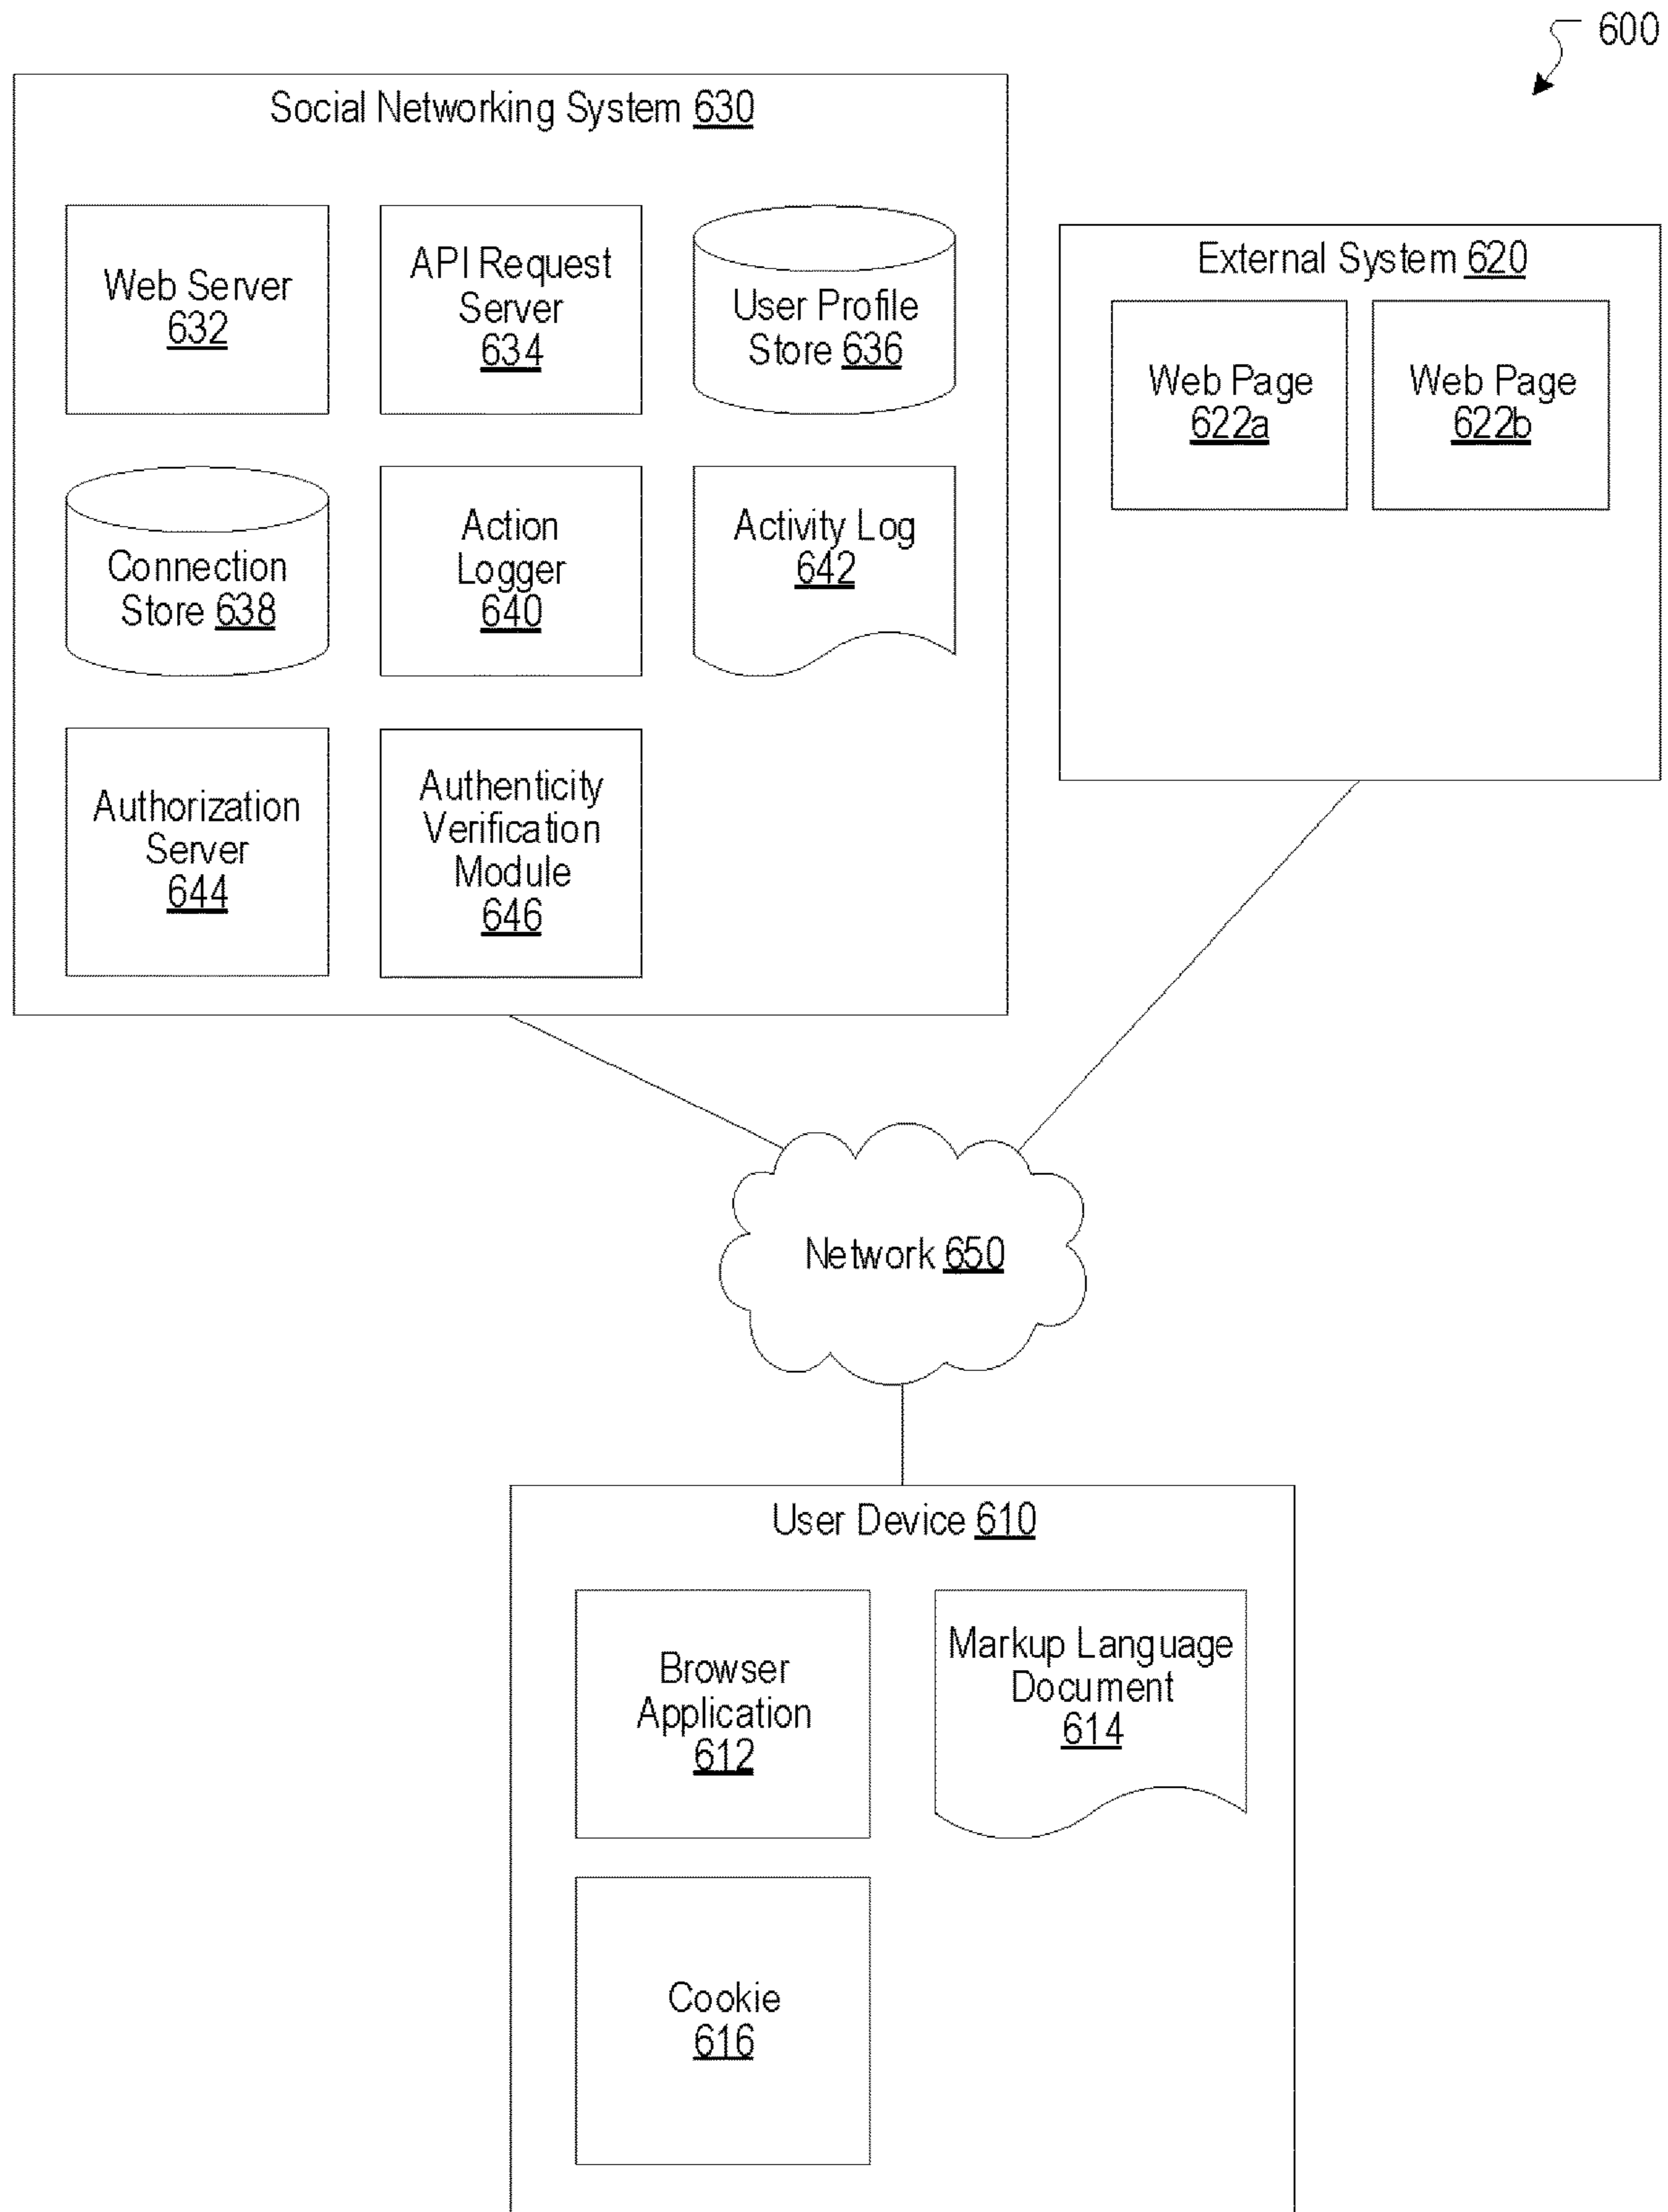 600
Social Networking System 630
Web Server
632
API Request
Server
634
User Profile
Store 636
Connection
Store 638
Action
Logger
640
Activity Log
642
Authorization
Server
644
Authenticity
Verification
Module
646
External System 620
Web Page
622a
Web Page
622b
Network 650
User Device 610
Browser
Application
612
Markup Language
Document
614
Cookie
616